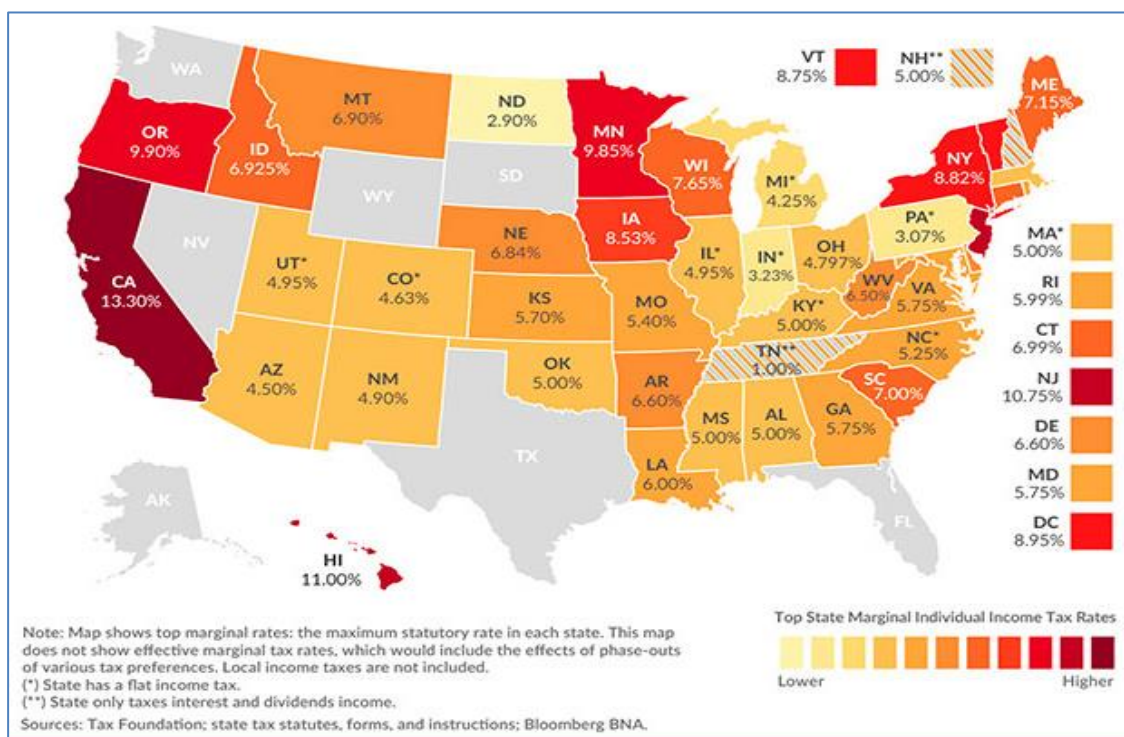 VT
8.75%
NH**
5.00%
WA
MT
6.90%
ND
2.90%
MN
9.85%
ME
7.15%
OR
9.90%
ID
6.925%
WI
7.65%
NY
8.82%
SD
WY
MI*
4.25%
IA
8.53%
PA*
3.07%
NE
6.84%
NV
MA*
5.00%
IL*
4.95%
IN*
3.23%
OH
4.797%
UT*
4.95%
CO*
4.63%
WV
6.50%
VA
5.75%
RI
5.99%
CA
13.30%
KS
5.70%
MO
5.40%
KY*
5.00%
NC*
5.25%
CT
6.99%
TN**
1.00%
AZ
4.50%
NM
4.90%
OK
5.00%
AR
6.60%
SC
7.00%
NJ
10.75%
MS
5.00%
AL
5.00%
GA
5.75%
DE
6.60%
TX
LA
6.00%
MD
5.75%
AK
FL
DC
8.95%
HI
11.00%
Note: Map shows top marginal rates: the maximum statutory rate in each state. This map
does not show effective marginal tax rates, which would include the effects of phase-outs
of various tax preferences. Local income taxes are not included.
(*) State has a flat income tax.
(**) State only taxes interest and dividends income.
Sources: Tax Foundation; state tax statutes, forms, and instructions; Bloomberg BNA.
Top State Marginal Individual Income Tax Rates
Lower
Higher